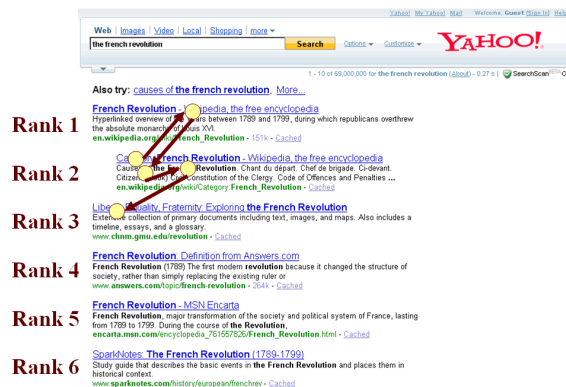 Yahoo! My Yahoo! Mail Welcome, Guest [Sign In] Help
Web | Images | Video | Local | Shopping | more
the french revolution Search Options Customize YAHOO!
1 - 10 of 69,000,000 for the french revolution (About) - 0.27 s | SearchScan
Also try: causes of the french revolution, More...
Rank 1
French Revolution - Wikipedia, the free encyclopedia
Hyperlinked overview of years between 1789 and 1799, during which republicans overthrew
the absolute monarch of Louis XVI.
en.wikipedia.org/wiki/French_Revolution - 151k - Cached
Rank 2
French Revolution - Wikipedia, the free encyclopedia
the French Revolution. Chant du départ. Chef de brigade. Ci-devant.
Civil Constitution of the Clergy. Code of Offences and Penalties ...
en.wikipedia.org/wiki/Category:French_Revolution - Cached
Rank 3
Equality, Fraternity: Exploring the French Revolution
Extensive collection of primary documents including text, images, and maps. Also includes a
timeline, essays, and a glossary.
www.chnm.gmu.edu/revolution - Cached
Rank 4
French Revolution: Definition from Answers.com
French Revolution (1789) The first modern revolution because it changed the structure of
society, rather than simply replacing the existing ruler or
www.answers.com/topic/french-revolution - 264k - Cached
Rank 5
French Revolution - MSN Encarta
French Revolution, major transformation of the society and political system of France, lasting
from 1789 to 1799. During the course of the Revolution,
encarta.msn.com/encyclopedia_761557826/French_Revolution.html - Cached
Rank 6
SparkNotes: The French Revolution (1789-1799)
Study guide that describes the basic events in the French Revolution and places them in
historical context.
www.sparknotes.com/history/european/frenchrev - Cached